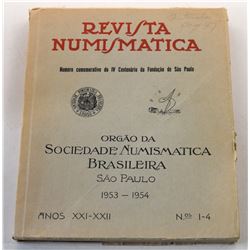 REVISTA
NUMISMATICA
Número comemorativo do IV Centenário da Fundação de São Paulo
ORGÃO DA
SOCIEDADE NUMISMATICA
BRASILEIRA
SÃO PAULO
1953 — 1954
ANOS XXI-XXII Nos. 1-4